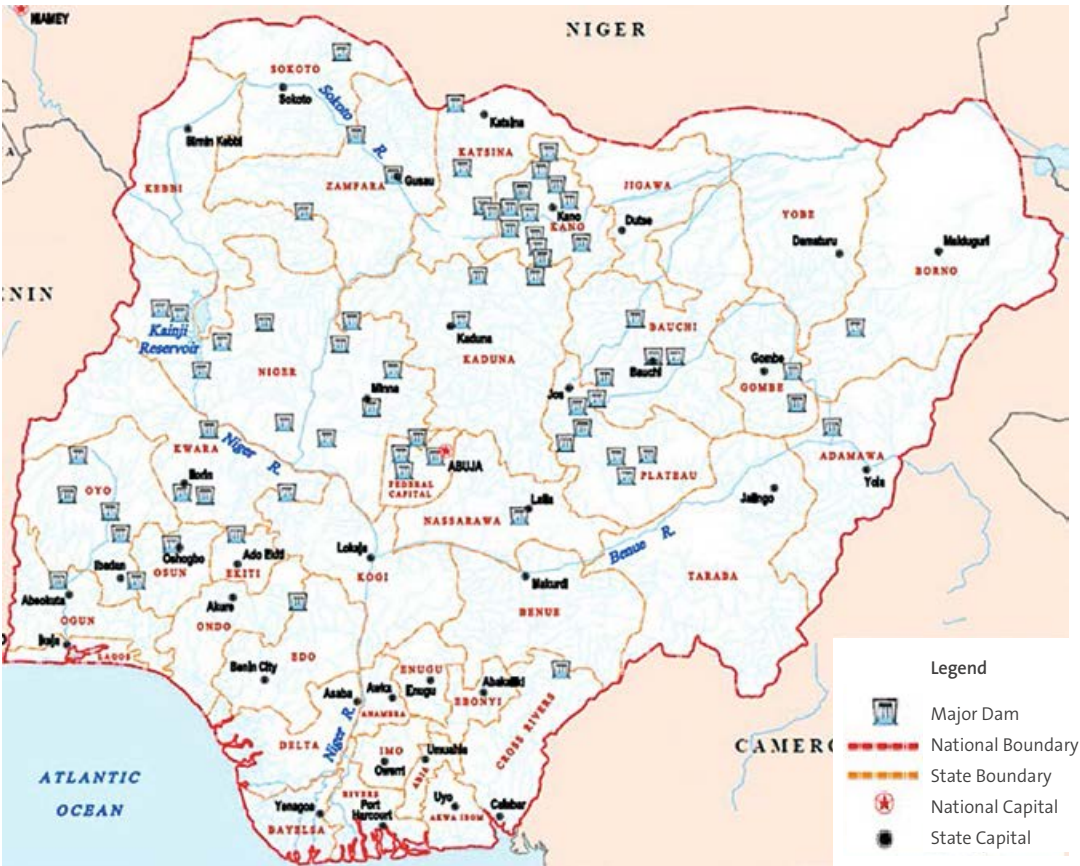 NIAMEY
NIGER
SOKOTO
Sokoto
Sokoto R.
Katsina
Birnin Kebbi
KATSINA
KEBBI
ZAMFARA
Gusau
JIGAWA
Kano
KANO
Dutse
YOBE
Damaturu
Maiduguri
BORNO
ENIN
Kainji
Reservoir
Kaduna
KADUNA
BAUCHI
Bauchi
Gombe
GOMBE
NIGER
Minna
Jos
KWARA
Niger R.
ABUJA
FEDERAL
CAPITAL
PLATEAU
ADAMAWA
Yola
Jalingo
OYO
Ilorin
Lafia
NASSARAWA
Benue R.
Ibadan
Oshogbo
OSUN
Ado Ekiti
EKITI
Lokoja
KOGI
Makurdi
TARABA
BENUE
Abeokuta
OGUN
Akure
ONDO
Ikeja
LAGOS
EDO
Benin City
ENUGU
Enugu
Abakaliki
EBONYI
Asaba
Awka
ANAMBRA
CROSS RIVERS
DELTA
Niger R.
IMO
Owerri
Umuahia
ABIA
ATLANTIC
OCEAN
Yenagoa
BAYELSA
RIVERS
Port
Harcourt
Uyo
AKWA IBOM
Calabar
CAMERO
Legend
Major Dam
National Boundary
State Boundary
National Capital
State Capital